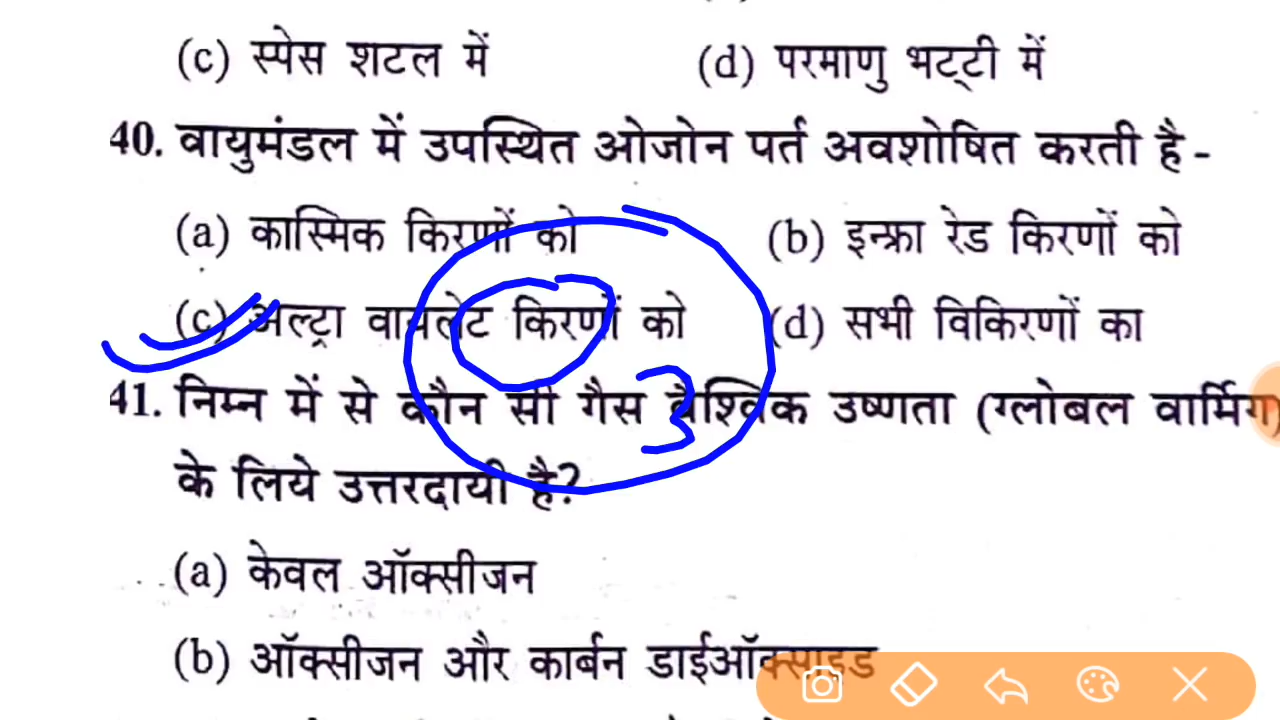 (c) स्पेस शटल में (d) परमाणु भट्टी में
40. वायुमंडल में उपस्थित ओजोन पर्त अवशोषित करती है -
(a) कास्मिक किरणों को (b) इन्फ्रा रेड किरणों को
(c) अल्ट्रा वायलेट किरणों को (d) सभी विकिरणों का
3
41. निम्न में से कौन सी गैस वैश्विक उष्णता (ग्लोबल वार्मिंग)
के लिये उत्तरदायी है?
(a) केवल ऑक्सीजन
(b) ऑक्सीजन और कार्बन डाईऑक्साइड